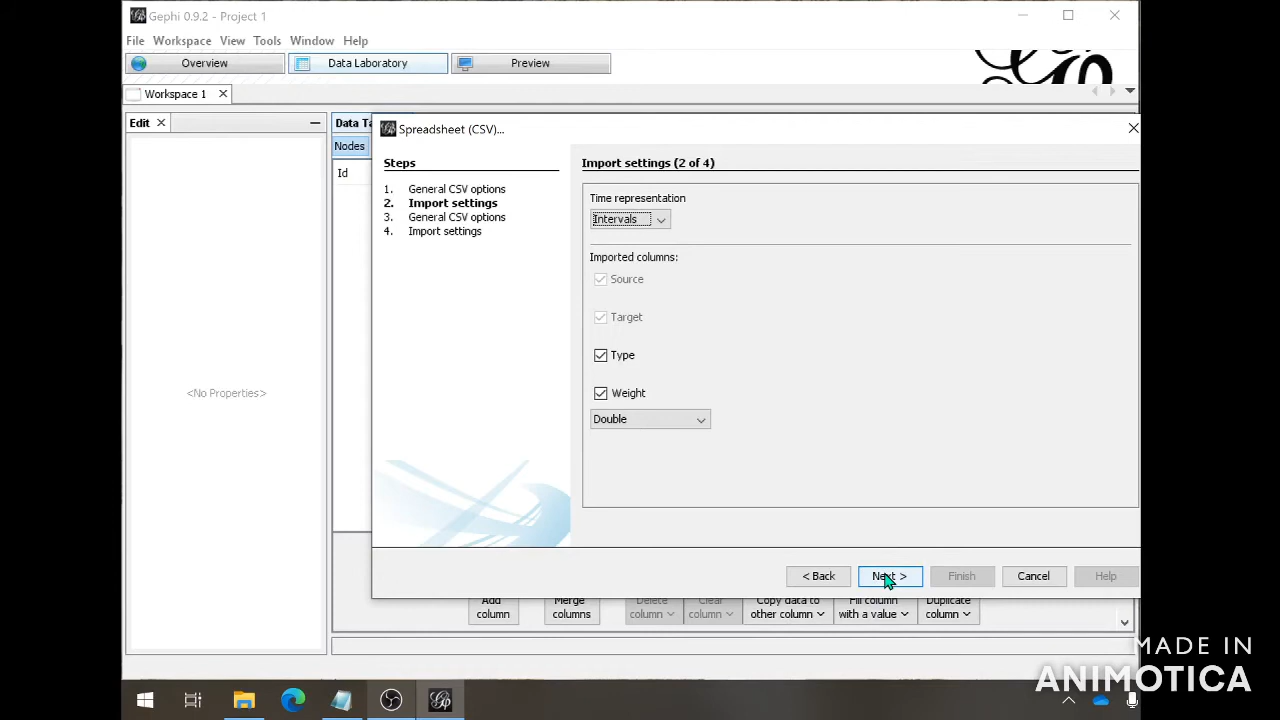 Gephi 0.9.2 - Project 1
File Workspace View Tools Window Help
Overview Data Laboratory Preview
Workspace 1
Edit Data Ta
Spreadsheet (CSV)...
Nodes
Id
Steps
1. General CSV options
2. Import settings
3. General CSV options
4. Import settings
Import settings (2 of 4)
Time representation
Intervals
Imported columns:
Source
Target
Type
Weight
Double
<No Properties>
< Back Next > Finish Cancel Help
Add column
Merge columns
Delete column
Clear column
Copy data to other column
Fill column with a value
Duplicate column
MADE IN
ANIMOTICA